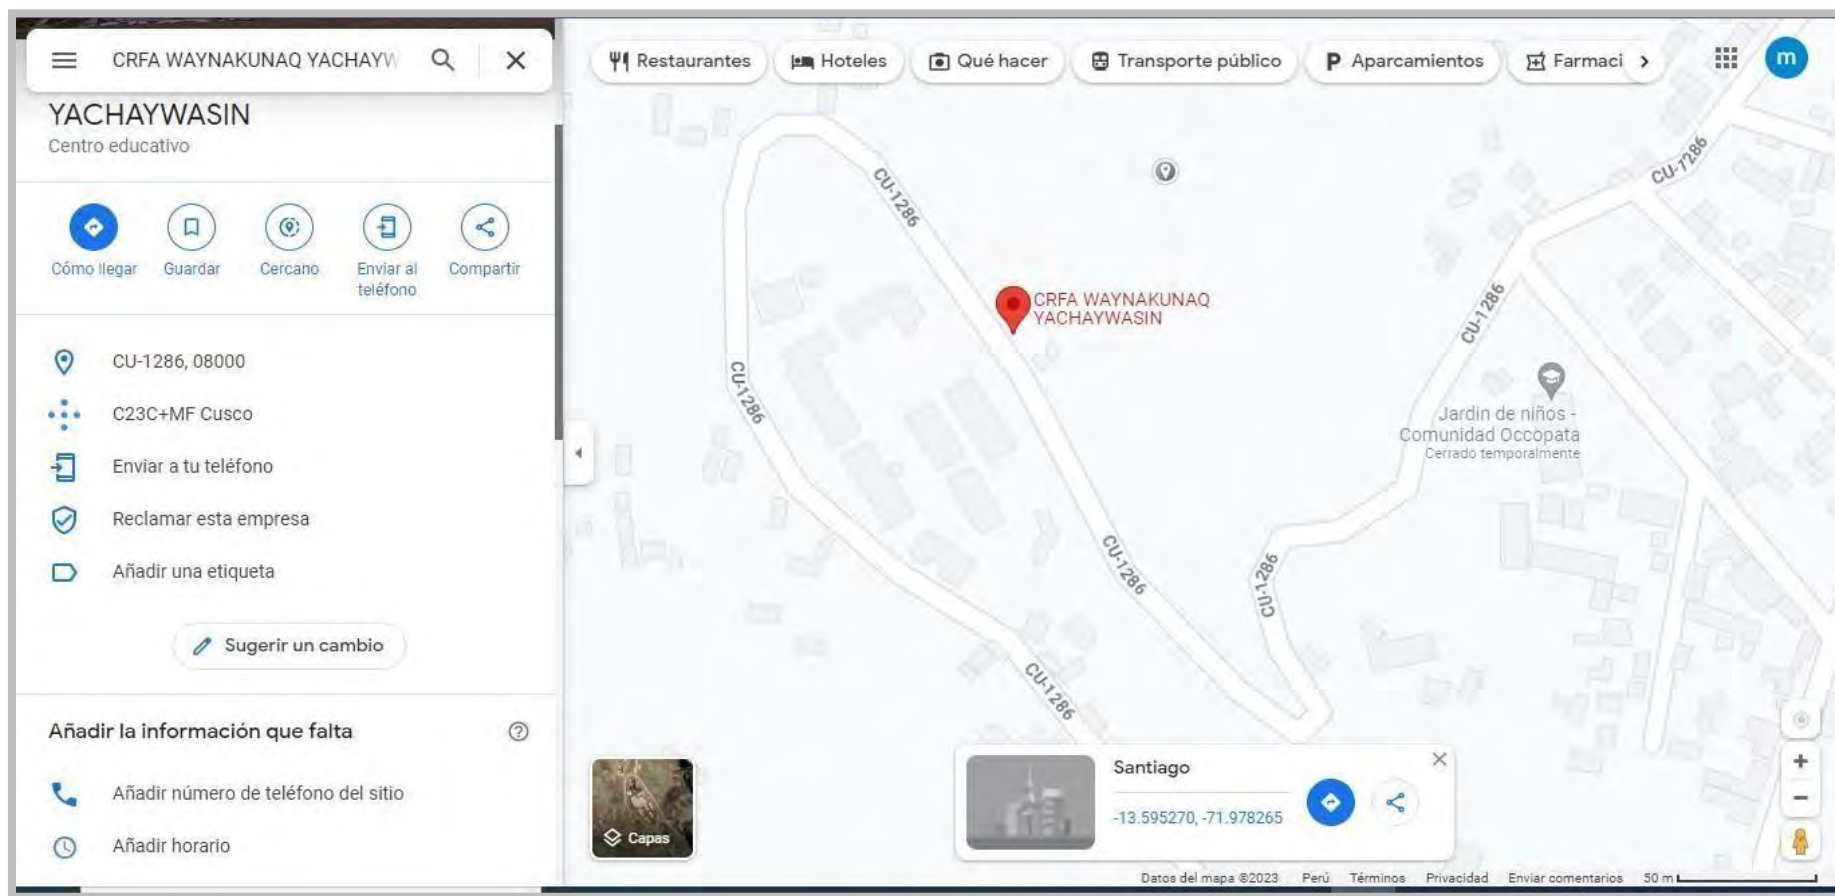 CRFA WAYNAKUNAQ YACHAYW
YACHAYWASIN
Centro educativo
Cómo llegar
Guardar
Cercano
Enviar al
teléfono
Compartir
CU-1286, 08000
C23C+MF Cusco
Enviar a tu teléfono
Reclamar esta empresa
Añadir una etiqueta
Sugerir un cambio
Añadir la información que falta
Añadir número de teléfono del sitio
Añadir horario
Restaurantes
Hoteles
Qué hacer
Transporte público
P Aparcamientos
Farmaci
m
CU-1286
CU-1286
CRFA WAYNAKUNAQ
YACHAYWASIN
CU-1286
CU-1286
Jardin de niños -
Comunidad Occopata
Cerrado temporalmente
CU-1286
CU-1286
CU-1286
Capas
Santiago
-13.595270, -71.978265
Datos del mapa ©2023 Perú Términos Privacidad Enviar comentarios 50 m